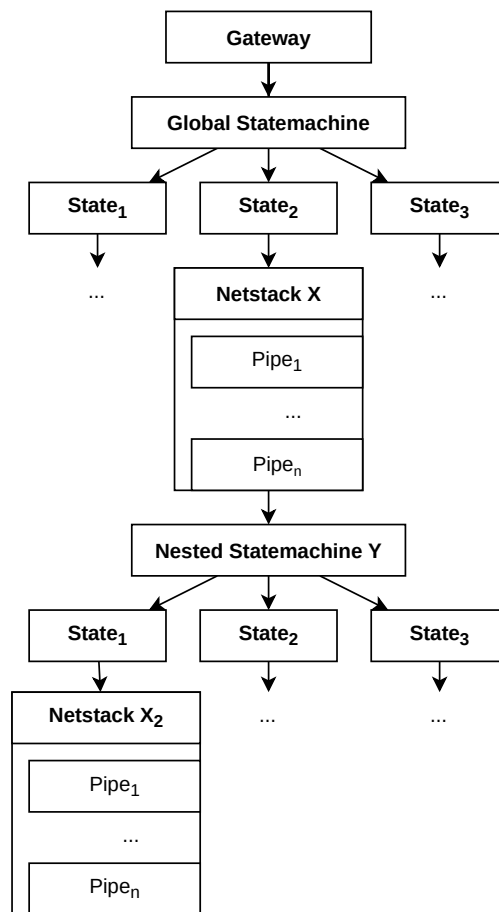 Gateway
Global Statemachine
State₁
State₂
State₃
...
...
Netstack X
Pipe₁
...
Pipeₙ
Nested Statemachine Y
State₁
State₂
State₃
Netstack X₂
...
...
Pipe₁
...
Pipeₙ